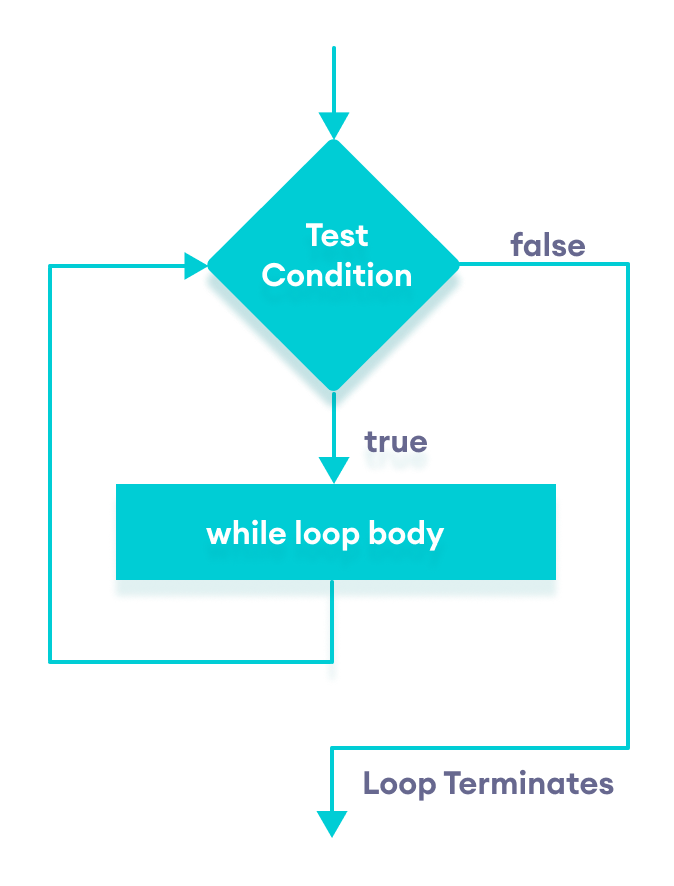 Test
Condition
false
true
while loop body
Loop Terminates